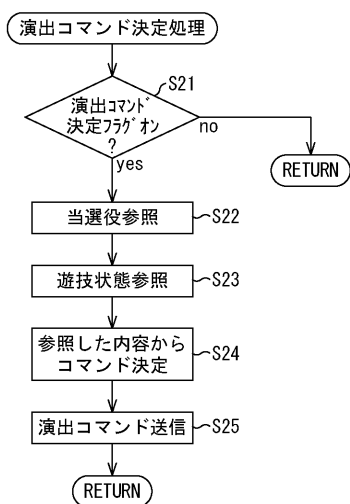 演出コマンド決定処理
S21
演出ｺﾏﾝﾄﾞ
決定ﾌﾗｸﾞｵﾝ
?
no
yes
RETURN
当選役参照
S22
遊技状態参照
S23
参照した内容から
コマンド決定
S24
演出コマンド送信
S25
RETURN